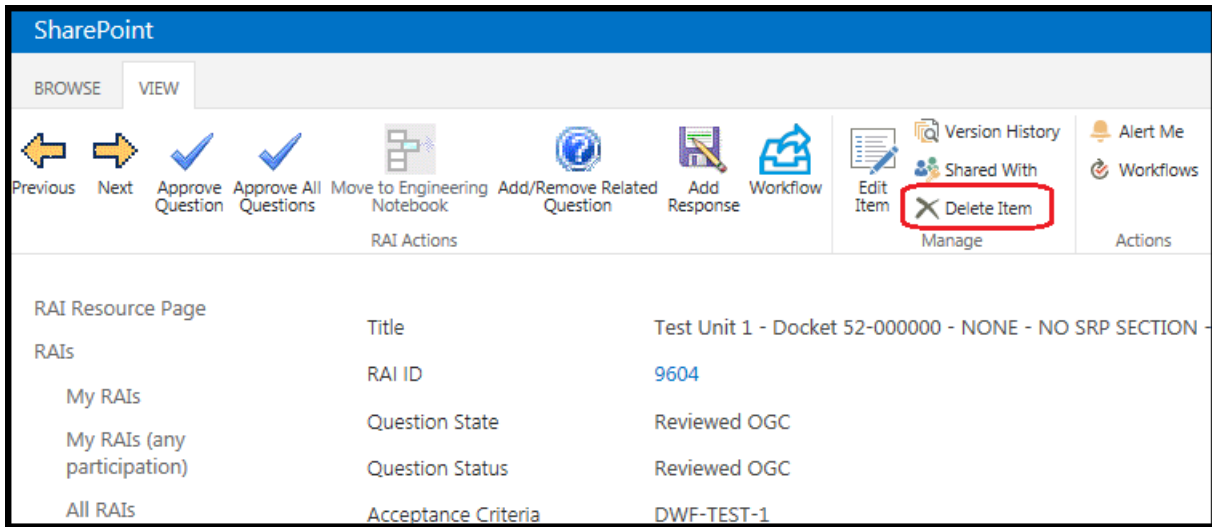 SharePoint
BROWSE VIEW
Previous Next Approve Question Approve All Questions Move to Engineering Notebook Add/Remove Related Question Add Response Workflow
RAI Actions
Edit Item
Version History
Shared With
Delete Item
Manage
Alert Me
Workflows
Actions
RAI Resource Page
RAIs
My RAIs
My RAIs (any
participation)
All RAIs
Title Test Unit 1 - Docket 52-000000 - NONE - NO SRP SECTION -
RAI ID 9604
Question State Reviewed OGC
Question Status Reviewed OGC
Acceptance Criteria DWF-TEST-1